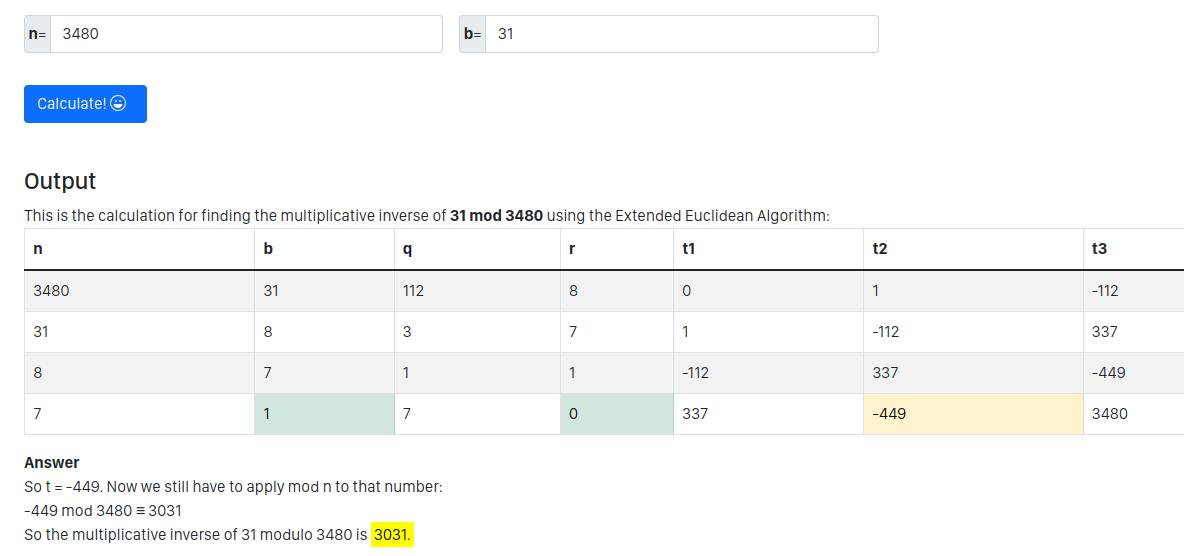 n= 3480 b= 31
Calculate! 😀
Output
This is the calculation for finding the multiplicative inverse of 31 mod 3480 using the Extended Euclidean Algorithm:
n b q r t1 t2 t3
3480 31 112 8 0 1 -112
31 8 3 7 1 -112 337
8 7 1 1 -112 337 -449
7 1 7 0 337 -449 3480
Answer
So t = -449. Now we still have to apply mod n to that number:
-449 mod 3480 ≡ 3031
So the multiplicative inverse of 31 modulo 3480 is 3031.